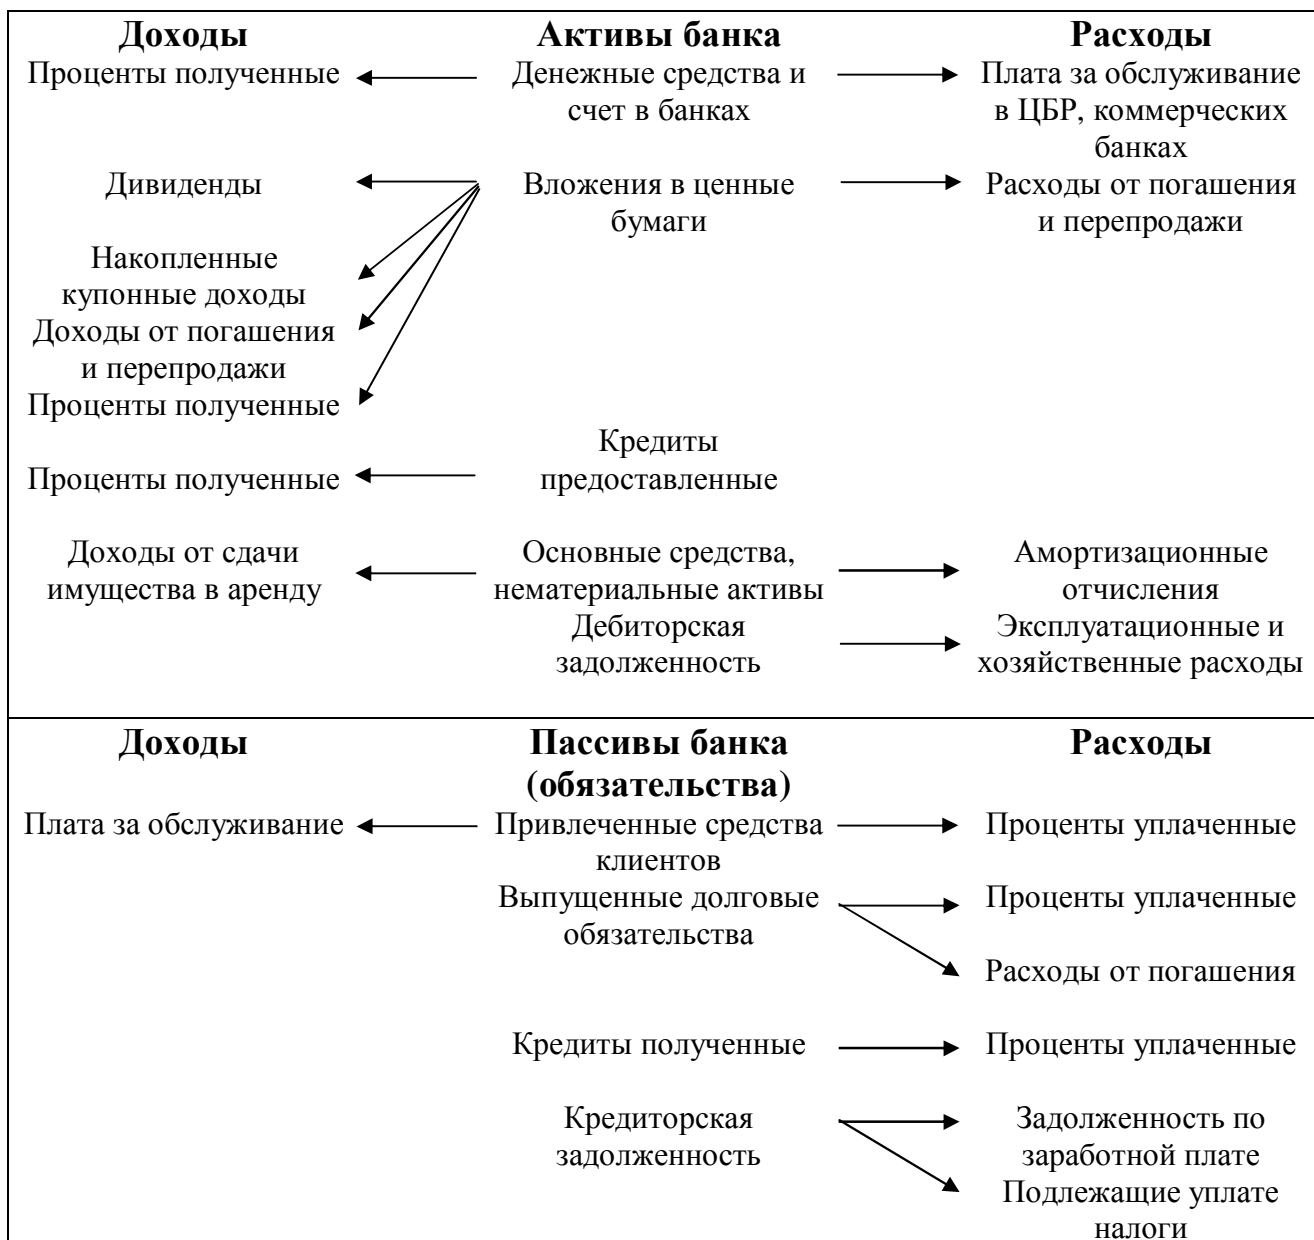 Доходы Активы банка Расходы
Проценты полученные Денежные средства и Плата за обслуживание
счет в банках в ЦБР, коммерческих
банках
Дивиденды Вложения в ценные Расходы от погашения
бумаги и перепродажи
Накопленные
купонные доходы
Доходы от погашения
и перепродажи
Проценты полученные
Кредиты
Проценты полученные предоставленные
Доходы от сдачи Основные средства, Амортизационные
имущества в аренду нематериальные активы отчисления
Дебиторская Эксплуатационные и
задолженность хозяйственные расходы
Доходы Пассивы банка Расходы
(обязательства)
Плата за обслуживание Привлеченные средства Проценты уплаченные
клиентов
Выпущенные долговые Проценты уплаченные
обязательства
Расходы от погашения
Кредиты полученные Проценты уплаченные
Кредиторская Задолженность по
задолженность заработной плате
Подлежащие уплате
налоги